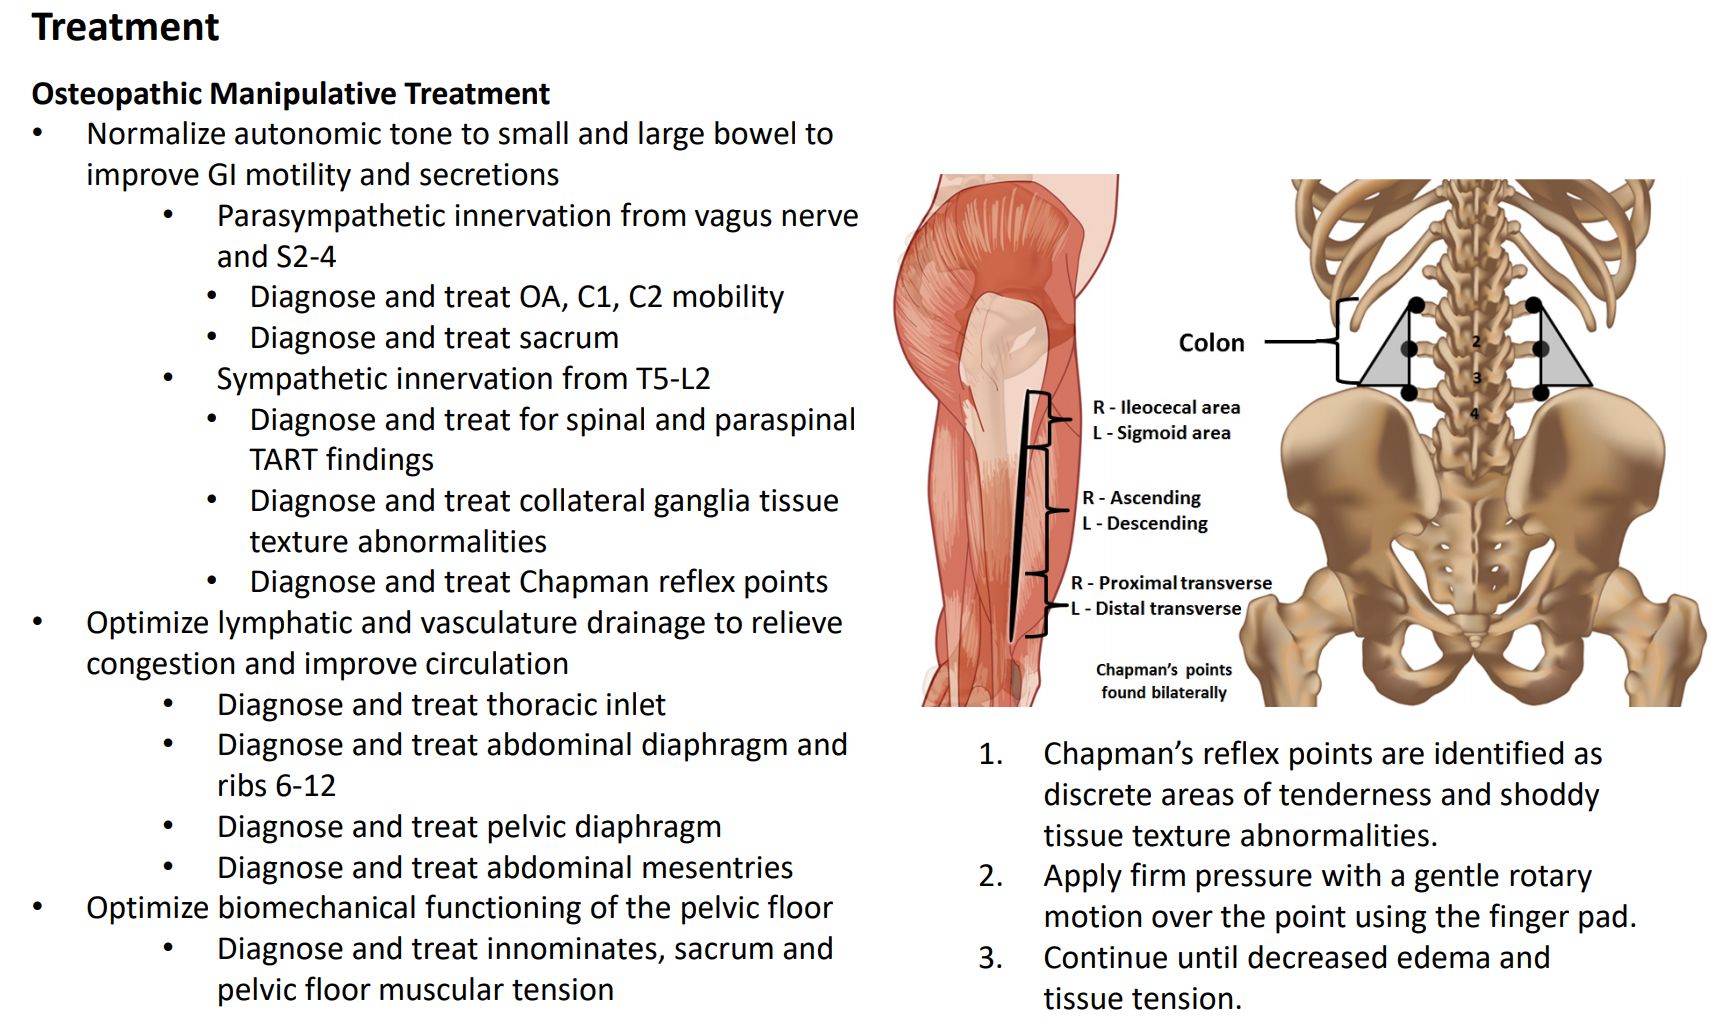 Treatment
Osteopathic Manipulative Treatment
• Normalize autonomic tone to small and large bowel to
improve GI motility and secretions
• Parasympathetic innervation from vagus nerve
and S2-4
• Diagnose and treat OA, C1, C2 mobility
• Diagnose and treat sacrum
• Sympathetic innervation from T5-L2
• Diagnose and treat for spinal and paraspinal
TART findings
• Diagnose and treat collateral ganglia tissue
texture abnormalities
• Diagnose and treat Chapman reflex points
• Optimize lymphatic and vasculature drainage to relieve
congestion and improve circulation
• Diagnose and treat thoracic inlet
• Diagnose and treat abdominal diaphragm and
ribs 6-12
• Diagnose and treat pelvic diaphragm
• Diagnose and treat abdominal mesentries
• Optimize biomechanical functioning of the pelvic floor
• Diagnose and treat innominates, sacrum and
pelvic floor muscular tension
R - Ileocecal area
L - Sigmoid area
R - Ascending
L - Descending
R - Proximal transverse
L - Distal transverse
Chapman's points
found bilaterally
Colon
2
3
4
1. Chapman's reflex points are identified as
discrete areas of tenderness and shoddy
tissue texture abnormalities.
2. Apply firm pressure with a gentle rotary
motion over the point using the finger pad.
3. Continue until decreased edema and
tissue tension.